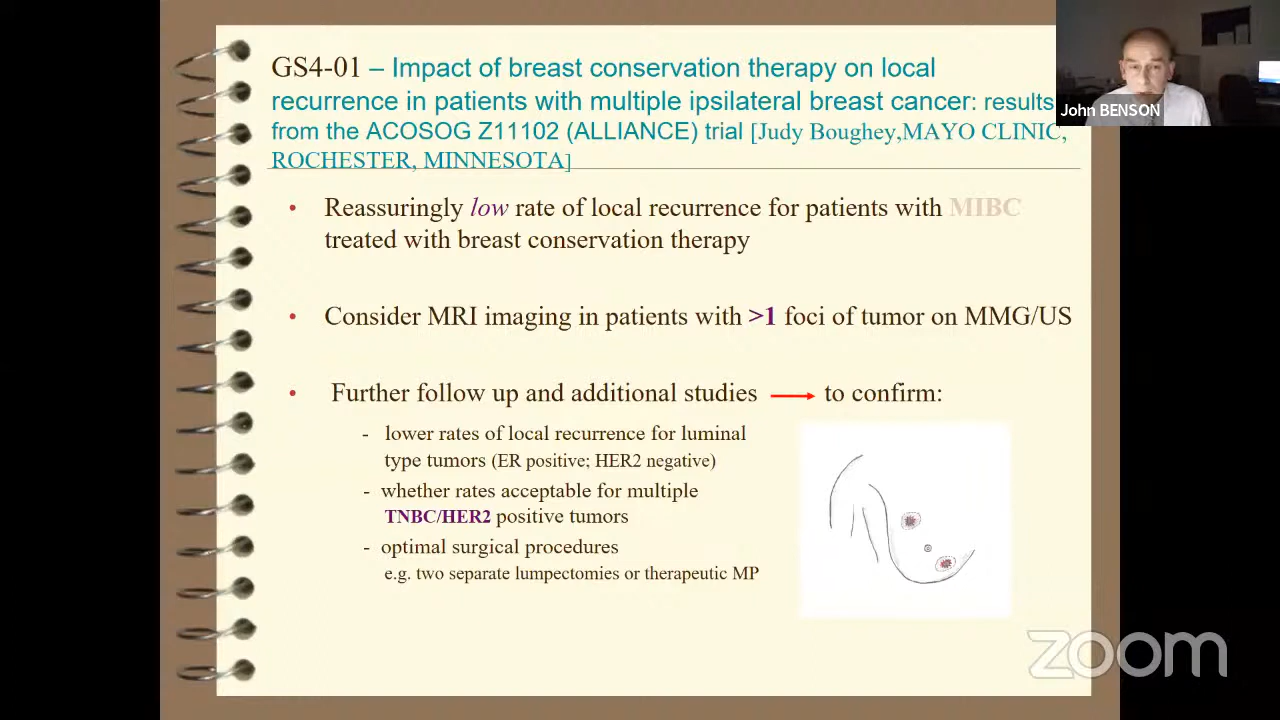 GS4-01 – Impact of breast conservation therapy on local
recurrence in patients with multiple ipsilateral breast cancer: results
from the ACOSOG Z11102 (ALLIANCE) trial [Judy Boughey,MAYO CLINIC,
ROCHESTER, MINNESOTA]
John BENSON
• Reassuringly low rate of local recurrence for patients with MIBC
treated with breast conservation therapy
• Consider MRI imaging in patients with >1 foci of tumor on MMG/US
• Further follow up and additional studies → to confirm:
- lower rates of local recurrence for luminal
type tumors (ER positive; HER2 negative)
- whether rates acceptable for multiple
TNBC/HER2 positive tumors
- optimal surgical procedures
e.g. two separate lumpectomies or therapeutic MP
zoom